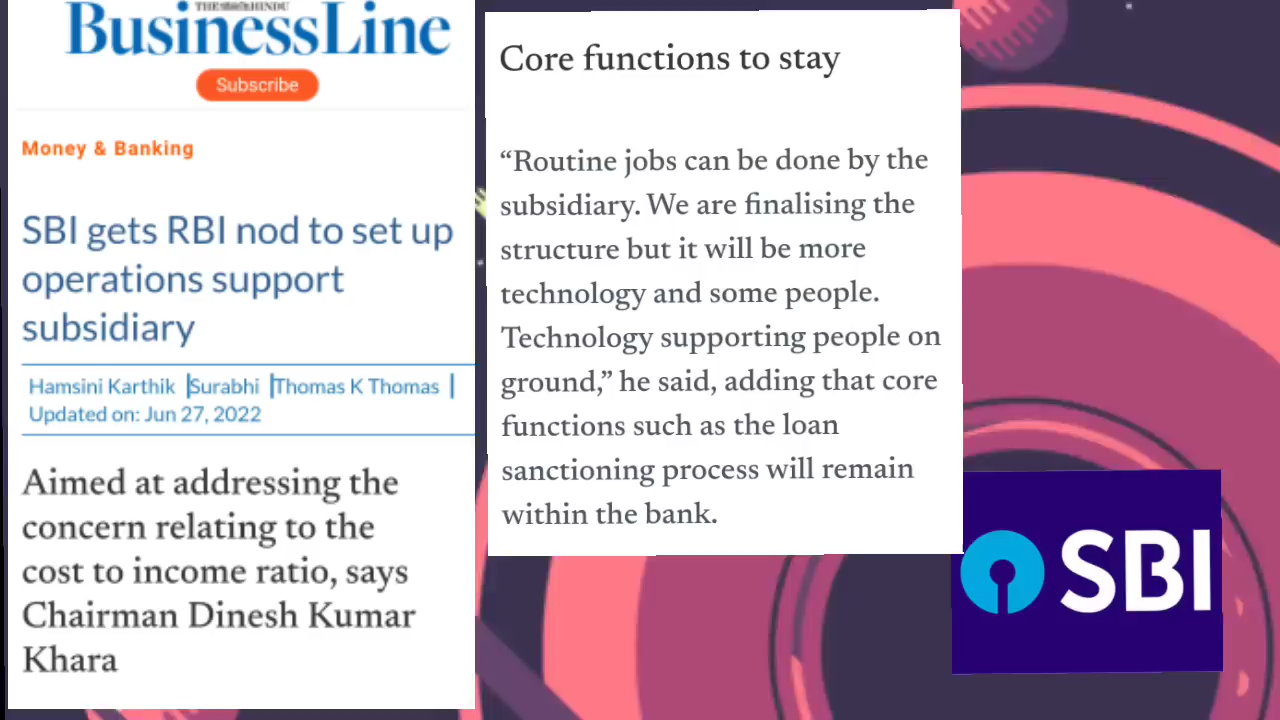 THE HINDU
BusinessLine
Subscribe
Money & Banking
SBI gets RBI nod to set up
operations support
subsidiary
Hamsini Karthik | Surabhi | Thomas K Thomas |
Updated on: Jun 27, 2022
Aimed at addressing the
concern relating to the
cost to income ratio, says
Chairman Dinesh Kumar
Khara
Core functions to stay
“Routine jobs can be done by the
subsidiary. We are finalising the
structure but it will be more
technology and some people.
Technology supporting people on
ground,” he said, adding that core
functions such as the loan
sanctioning process will remain
within the bank.
SBI